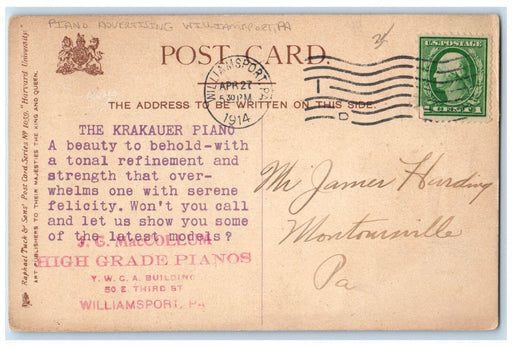 PIANO ADVERTISING WILLIAMSPORT, PA
POST CARD
WILLIAMSPORT, PA.
APR 27
5 30 PM
1914
U.S. POSTAGE
THE ADDRESS TO BE WRITTEN ON THIS SIDE.
THE KRAKAUER PIANO
A beauty to behold-with
a tonal refinement and
strength that over-
whelms one with serene
felicity. Won't you call
and let us show you some
of the latest models?
J. G. MacCOLLUM
HIGH GRADE PIANOS
Y. W. C. A. BUILDING
50 E. THIRD ST
WILLIAMSPORT, PA
Mr James Harding
Montoursville
Pa
Raphael Tuck & Sons' Post Card Series No 1039. "Harvard University"
ART PUBLISHERS TO THEIR MAJESTIES THE KING AND QUEEN.